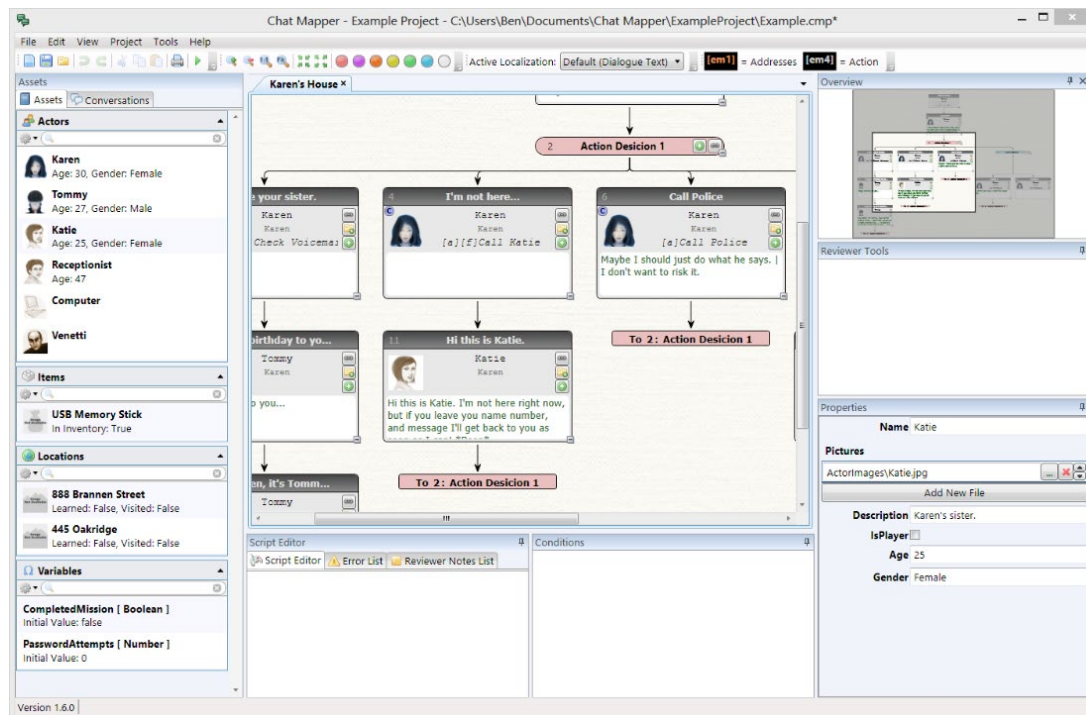 Chat Mapper - Example Project - C:\Users\Ben\Documents\Chat Mapper\ExampleProject\Example.cmp*
File Edit View Project Tools Help
Active Localization: Default (Dialogue Text) [em1] = Addresses [em4] = Action
Assets
Assets Conversations
Actors
Karen
Age: 30, Gender: Female
Tommy
Age: 27, Gender: Male
Katie
Age: 25, Gender: Female
Receptionist
Age: 47
Computer
Venetti
Items
USB Memory Stick
In Inventory: True
Locations
888 Brannen Street
Learned: False, Visited: False
445 Oakridge
Learned: False, Visited: False
Variables
CompletedMission [ Boolean ]
Initial Value: false
PasswordAttempts [ Number ]
Initial Value: 0
Karen's House
2 Action Desicion 1
e your sister.
Karen
Karen
Check Voicema
4 I'm not here...
Karen
Karen
[a][f]Call Katie
Call Police
Karen
Karen
[a]Call Police
Maybe I should just do what he says. |
I don't want to risk it.
birthday to yo...
Tommy
Karen
o you...
11 Hi this is Katie.
Katie
Karen
Hi this is Katie. I'm not here right now,
but if you leave you name number,
and message I'll get back to you as
To 2: Action Desicion 1
en, it's Tomm...
Tommy
To 2: Action Desicion 1
Script Editor
Script Editor Error List Reviewer Notes List
Conditions
Overview
Reviewer Tools
Properties
Name Katie
Pictures
ActorImages\Katie.jpg
Add New File
Description Karen's sister.
IsPlayer
Age 25
Gender Female
Version 1.6.0